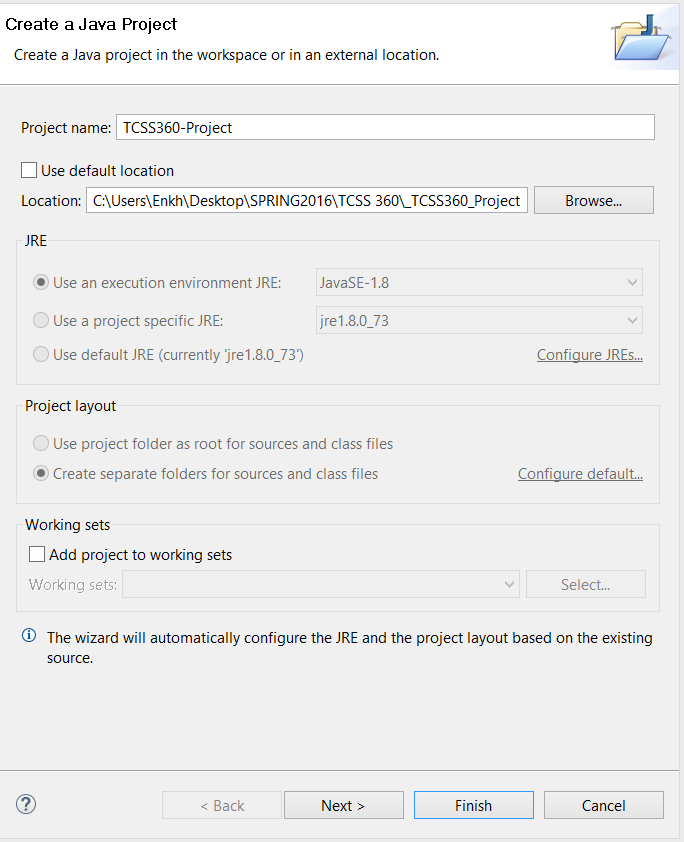 Create a Java Project
Create a Java project in the workspace or in an external location.
Project name: TCSS360-Project
Use default location
Location: C:\Users\Enkh\Desktop\SPRING2016\TCSS 360\_TCSS360_Project Browse...
JRE
Use an execution environment JRE: JavaSE-1.8
Use a project specific JRE: jre1.8.0_73
Use default JRE (currently 'jre1.8.0_73') Configure JREs...
Project layout
Use project folder as root for sources and class files
Create separate folders for sources and class files Configure default...
Working sets
Add project to working sets
Working sets: Select...
The wizard will automatically configure the JRE and the project layout based on the existing
source.
? < Back Next > Finish Cancel